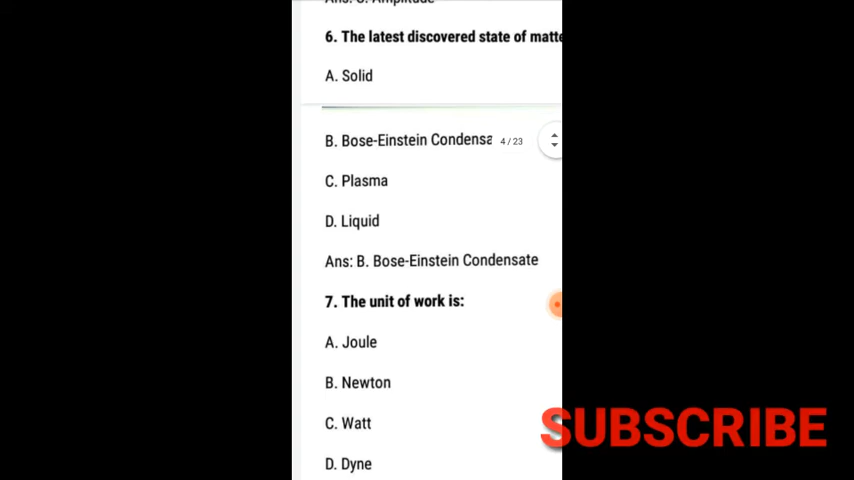 6. The latest discovered state of matte
A. Solid
B. Bose-Einstein Condensa
4/23
C. Plasma
D. Liquid
Ans: B. Bose-Einstein Condensate
7. The unit of work is:
A. Joule
B. Newton
C. Watt
SUBSCRIBE
D. Dyne